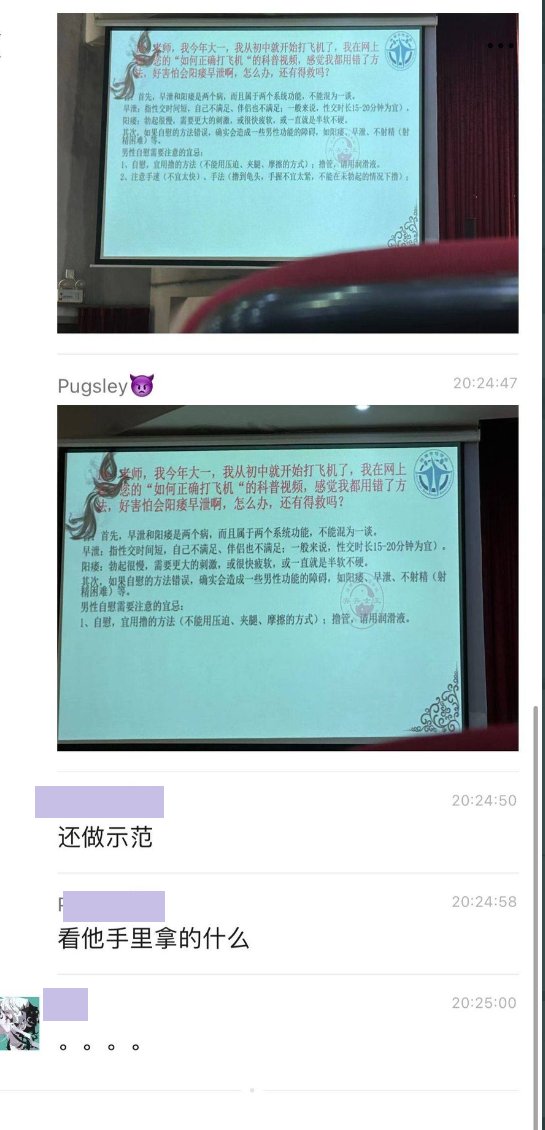 老师，我今年大一，我从初中就开始打飞机了，我在网上
您的“如何正确打飞机“的科普视频，感觉我都用错了方
法，好害怕会阳痿早泄啊，怎么办，还有得救吗？
首先，早泄和阳痿是两个病，而且属于两个系统功能，不能混为一谈。
早泄：指性交时间短，自己不满足、伴侣也不满足；一般来说，性交时长15-20分钟为宜）。
阳痿：勃起很慢，需要更大的刺激，或很快疲软，或一直就是半软不硬。
其次，如果自慰的方法错误，确实会造成一些男性功能的障碍，如阳痿、早泄、不射精（射
精困难）等。
男性自慰需要注意的宜忌：
1、自慰，宜用撸的方法（不能用压迫、夹腿、摩擦的方式）；撸管，请用润滑液。
2、注意手速（不宜太快）、手法（撸到龟头，手握不宜太紧，不能在未勃起的情况下撸）；
Pugsley😈
20:24:47
老师，我今年大一，我从初中就开始打飞机了，我在网上
您的“如何正确打飞机“的科普视频，感觉我都用错了方
法，好害怕会阳痿早泄啊，怎么办，还有得救吗？
首先，早泄和阳痿是两个病，而且属于两个系统功能，不能混为一谈。
早泄：指性交时间短，自己不满足、伴侣也不满足；一般来说，性交时长15-20分钟为宜）。
阳痿：勃起很慢，需要更大的刺激，或很快疲软，或一直就是半软不硬。
其次，如果自慰的方法错误，确实会造成一些男性功能的障碍，如阳痿、早泄、不射精（射
精困难）等。
男性自慰需要注意的宜忌：
1、自慰，宜用撸的方法（不能用压迫、夹腿、摩擦的方式）；撸管，请用润滑液。
20:24:50
还做示范
20:24:58
看他手里拿的什么
20:25:00
。。。。